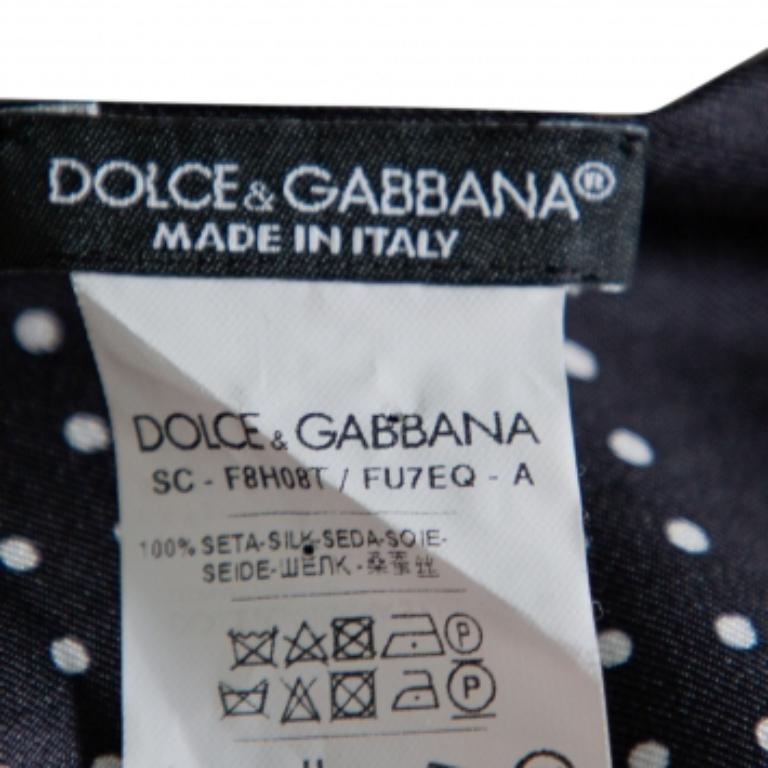 DOLCE & GABBANA®
MADE IN ITALY
DOLCE & GABBANA
SC - F8H08T / FU7EQ - A
100% SETA-SILK-SEDA-SOIE-
SEIDE-ШЁЛК-桑蚕丝
P
P